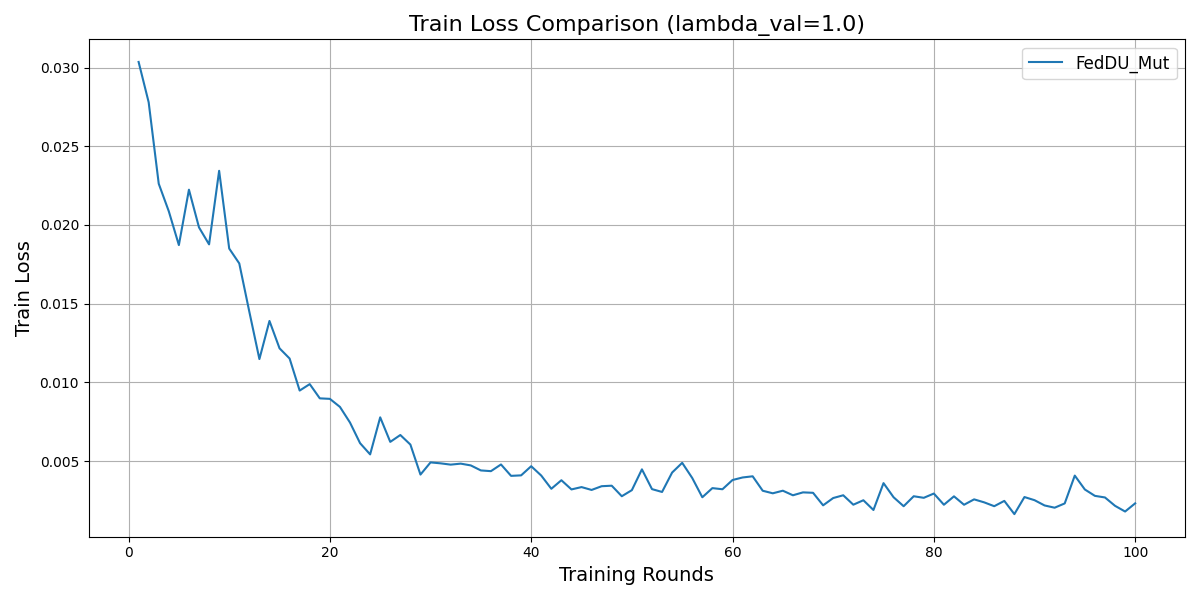 Train Loss Comparison (lambda_val=1.0)
FedDU_Mut
Train Loss
0.030
0.025
0.020
0.015
0.010
0.005
0 20 40 60 80 100
Training Rounds